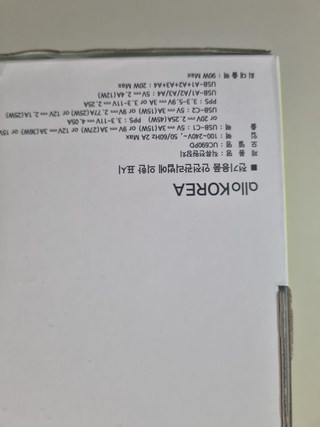 alloKOREA
■ 전기용품 안전관리법에 의한 표시
제 품 명 : 직류전원장치
모 델 명 : UC690PD
입 력 : 100~240V~, 50/60Hz 2A Max
출 력 : USB-C1: 5V⎓3A(15W) or 9V⎓3A(27W) or 12V⎓3A(36W) or 15V
or 20V⎓2.25A (45W) PPS : 3.3-11V⎓4.05A
USB-C2: 5V⎓3A(15W) or 9V⎓2.77A(25W) or 12V⎓2.1A(25W)
PPS : 3.3-5.9V⎓3A or 3.3-11V⎓2.25A
USB-A1/A2/A3/A4 : 5V⎓2.4A(12W)
USB-A1+A2+A3+A4 : 20W Max
최 대 출 력 : 90W Max